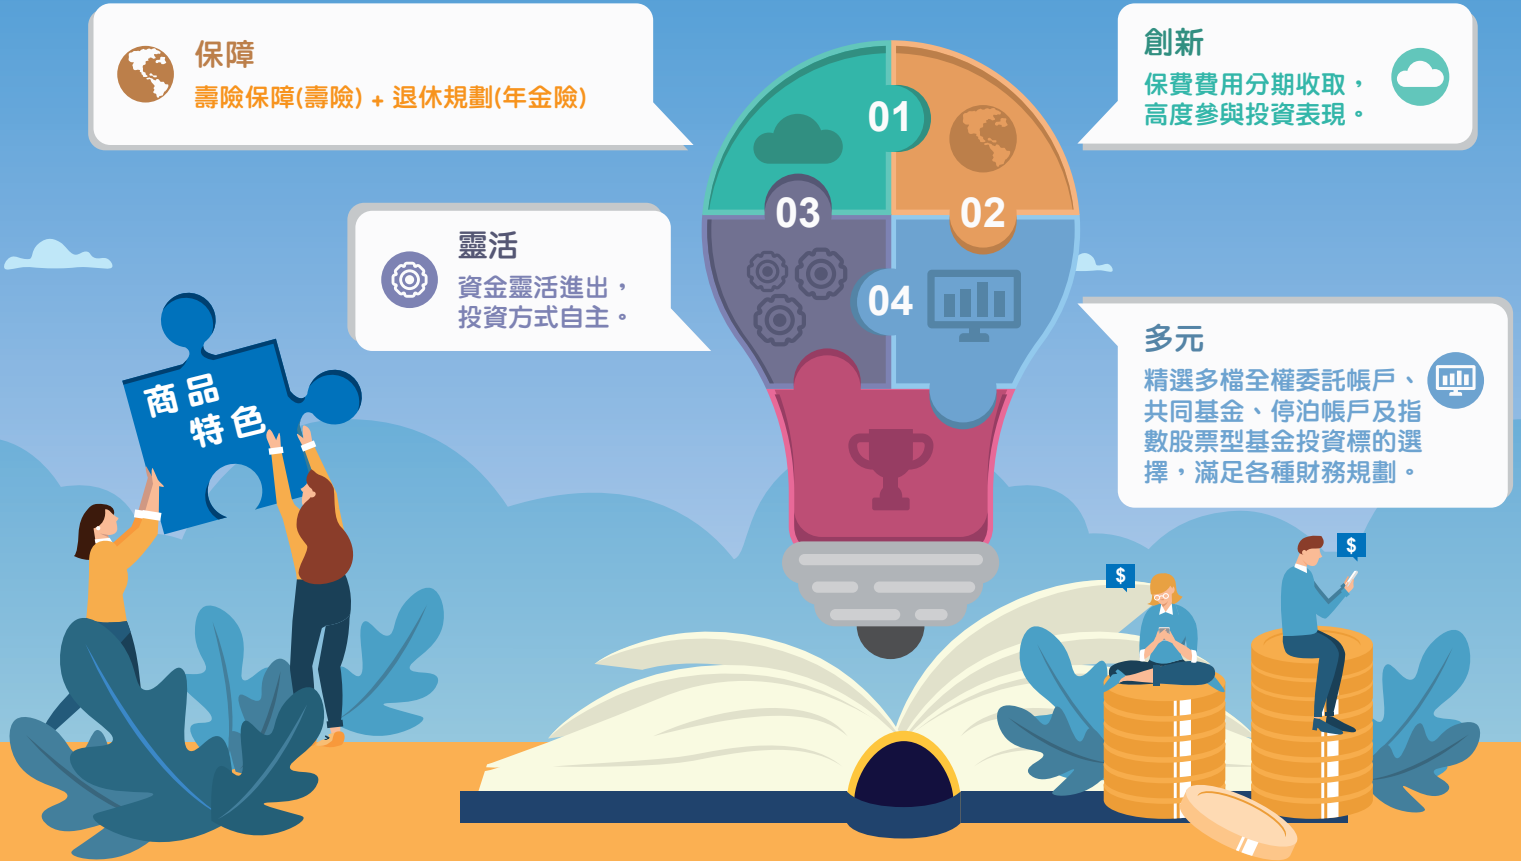 保障
壽險保障(壽險) + 退休規劃(年金險)
創新
保費費用分期收取，
高度參與投資表現。
01
02
03
04
靈活
資金靈活進出，
投資方式自主。
多元
精選多檔全權委託帳戶、
共同基金、停泊帳戶及指
數股票型基金投資標的選
擇，滿足各種財務規劃。
商品
特色
$
$